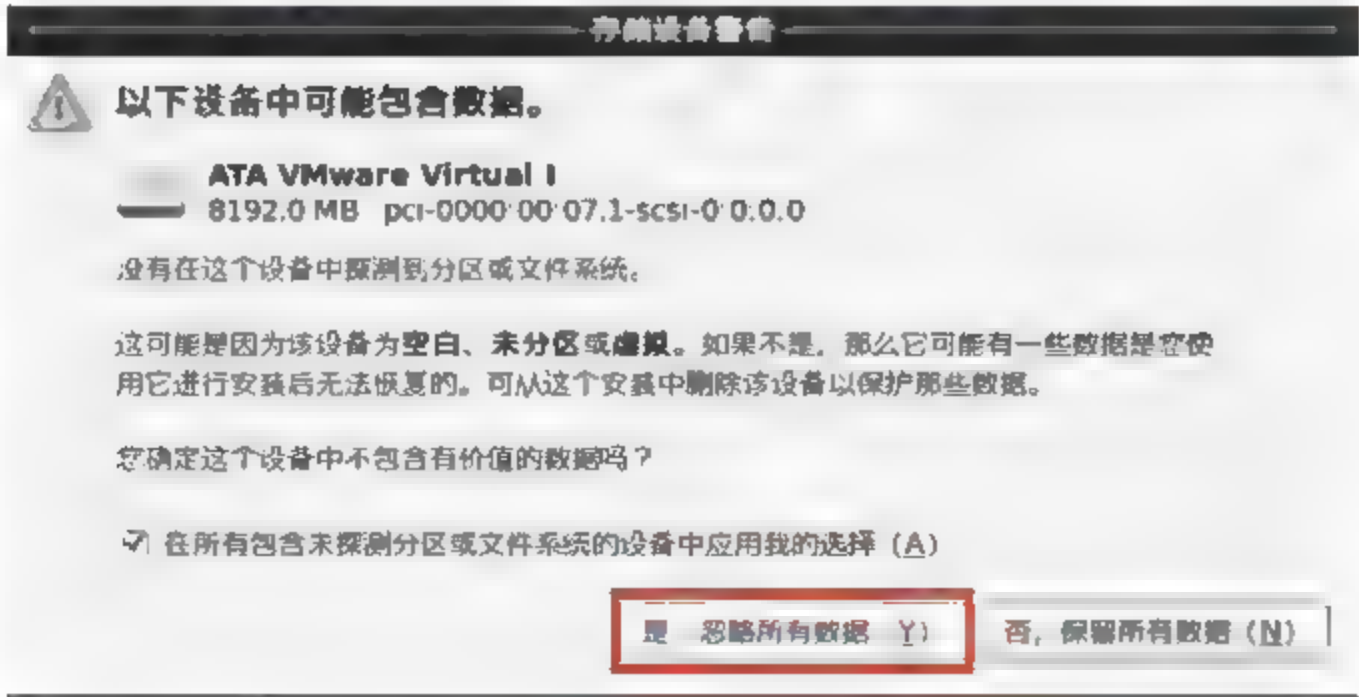 存储设备警告
以下设备中可能包含数据。
ATA VMware Virtual I
8192.0 MB pci-0000:00:07.1-scsi-0:0:0:0
没有在这个设备中探测到分区或文件系统。
这可能是因为该设备为空白、未分区或虚拟。如果不是，那么它可能有一些数据是您使
用它进行安装后无法恢复的。可从这个安装中删除该设备以保护那些数据。
您确定这个设备中不包含有价值的数据吗？
在所有包含未探测分区或文件系统的设备中应用我的选择 (A)
是 忽略所有数据 Y)
否，保留所有数据 (N)